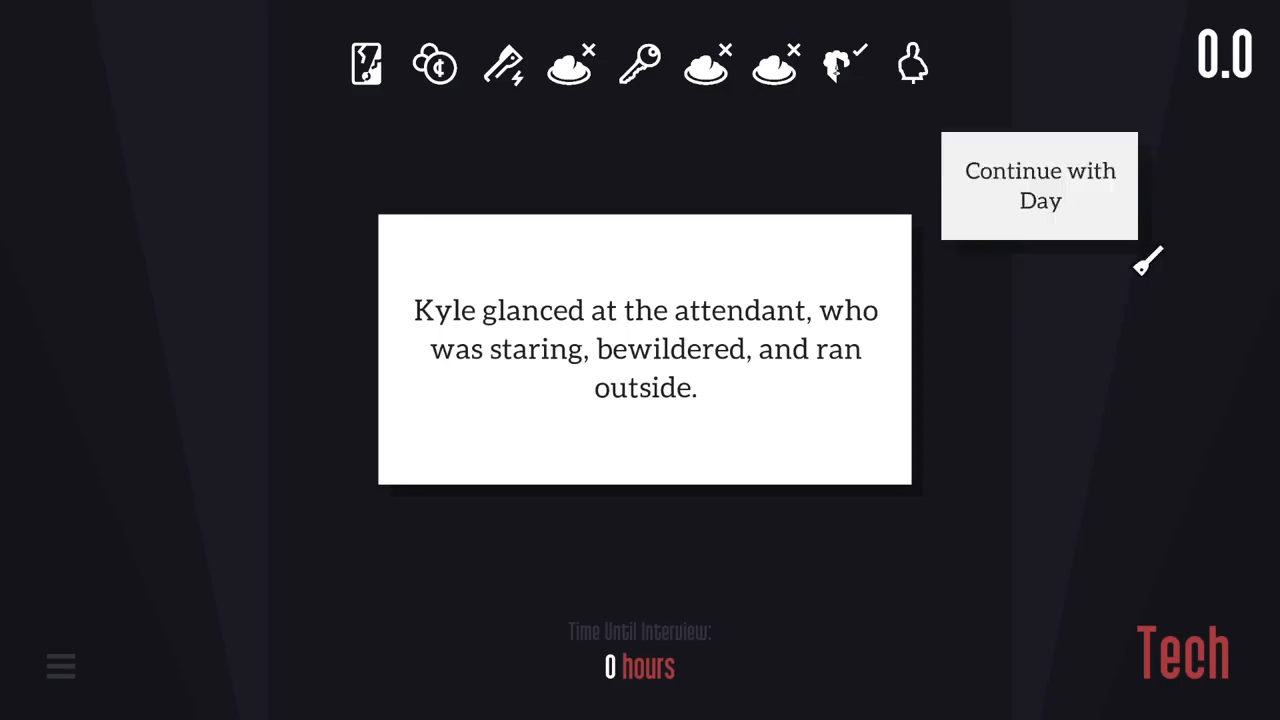 0.0
Continue with
Day
Kyle glanced at the attendant, who
was staring, bewildered, and ran
outside.
Time Until Interview:
0 hours
Tech